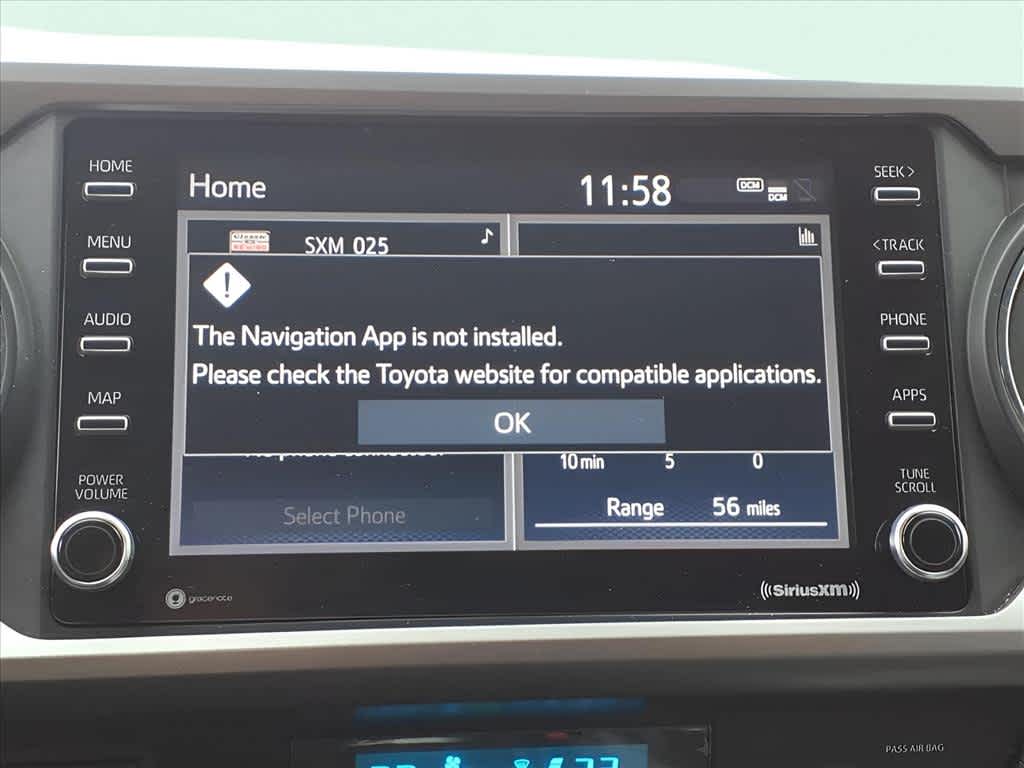 HOME
MENU
AUDIO
MAP
POWER
VOLUME
Home
11:58
DCM
DCM
SXM 025
The Navigation App is not installed.
Please check the Toyota website for compatible applications.
OK
Select Phone
10 min 5 0
Range 56 miles
SEEK >
< TRACK
PHONE
APPS
TUNE
SCROLL
gracenote
SiriusXM
PASS AIR BAG